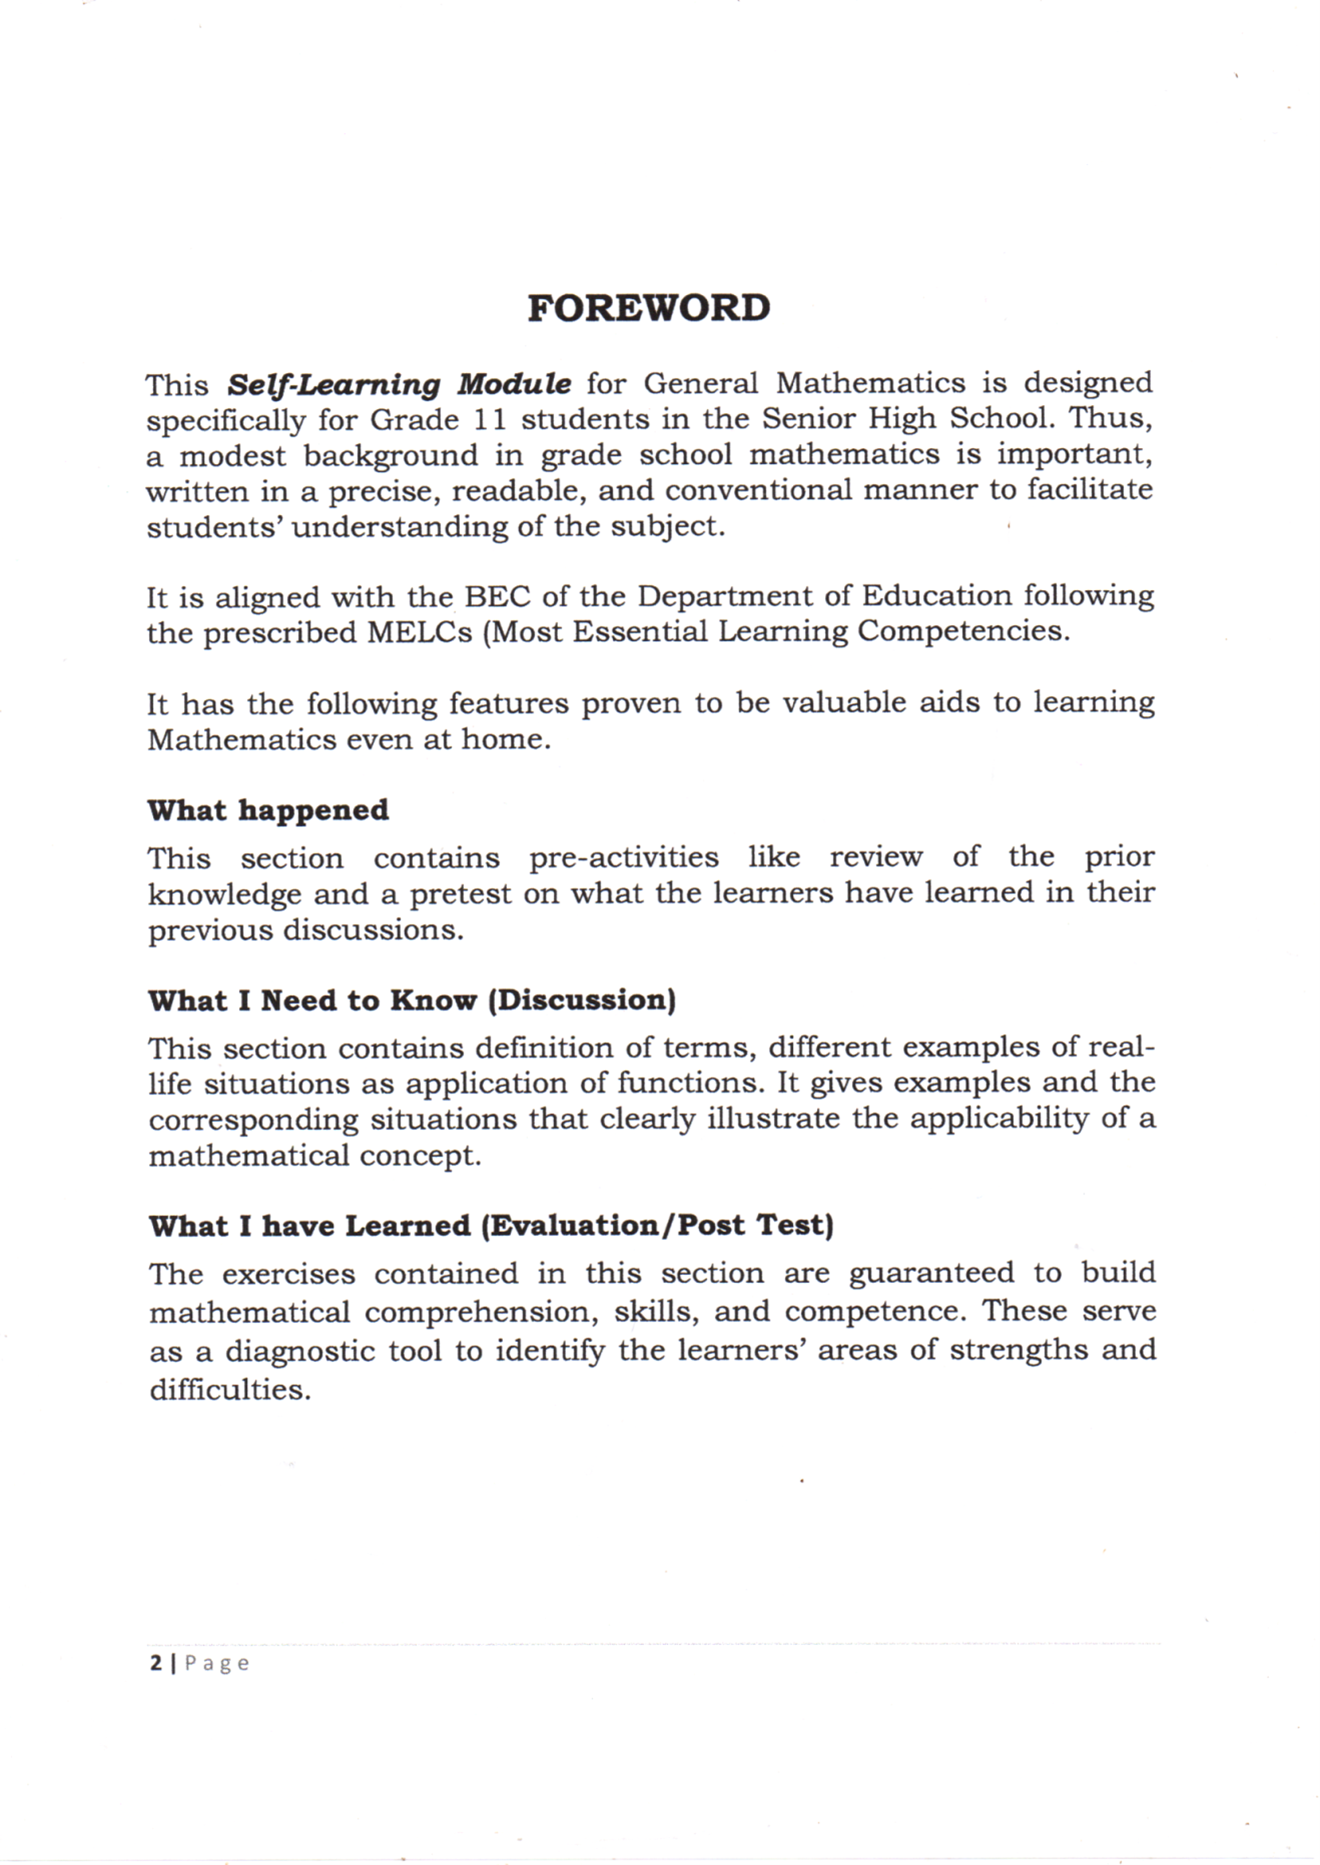 FOREWORD
This Self-Learning Module for General Mathematics is designed
specifically for Grade 11 students in the Senior High School. Thus,
a modest background in grade school mathematics is important,
written in a precise, readable, and conventional manner to facilitate
students’ understanding of the subject.
It is aligned with the BEC of the Department of Education following
the prescribed MELCs (Most Essential Learning Competencies.
It has the following features proven to be valuable aids to learning
Mathematics even at home.
What happened
This section contains pre-activities like review of the prior
knowledge and a pretest on what the learners have learned in their
previous discussions.
What I Need to Know (Discussion)
This section contains definition of terms, different examples of real-
life situations as application of functions. It gives examples and the
corresponding situations that clearly illustrate the applicability of a
mathematical concept.
What I have Learned (Evaluation/Post Test)
The exercises contained in this section are guaranteed to build
mathematical comprehension, skills, and competence. These serve
as a diagnostic tool to identify the learners’ areas of strengths and
difficulties.
2 | Page